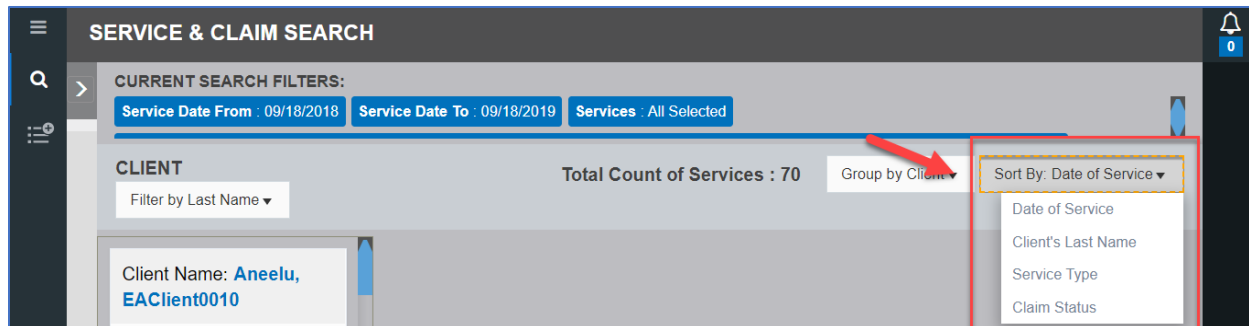 SERVICE & CLAIM SEARCH
0
CURRENT SEARCH FILTERS:
Service Date From : 09/18/2018 Service Date To : 09/18/2019 Services : All Selected
CLIENT
Total Count of Services : 70 Group by Client Sort By: Date of Service
Filter by Last Name
Date of Service
Client's Last Name
Service Type
Claim Status
Client Name: Aneelu,
EAClient0010